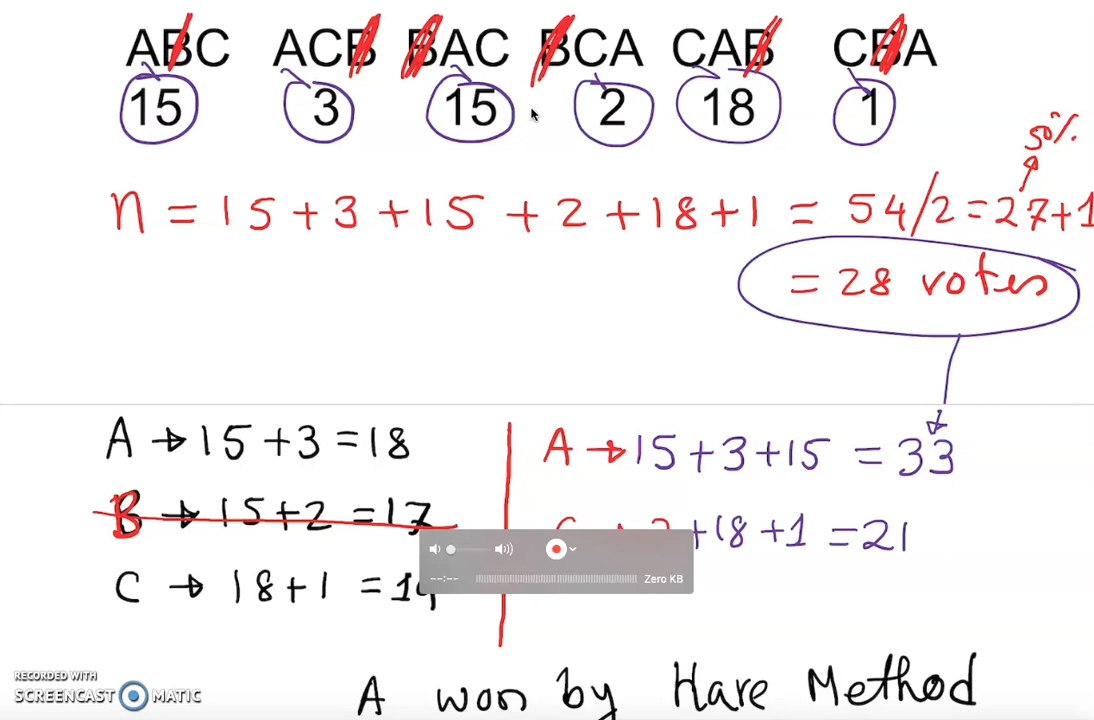 ABC ACB BAC BCA CAB CBA
15 3 15 2 18 1
50%
n = 15 + 3 + 15 + 2 + 18 + 1 = 54/2 = 27+1
= 28 votes
A → 15 + 3 = 18
B → 15 + 2 = 17
C → 18 + 1 = 19
A → 15 + 3 + 15 = 33
+ 18 + 1 = 21
--:-- Zero KB
RECORDED WITH
SCREENCAST MATIC
A won by Hare Method